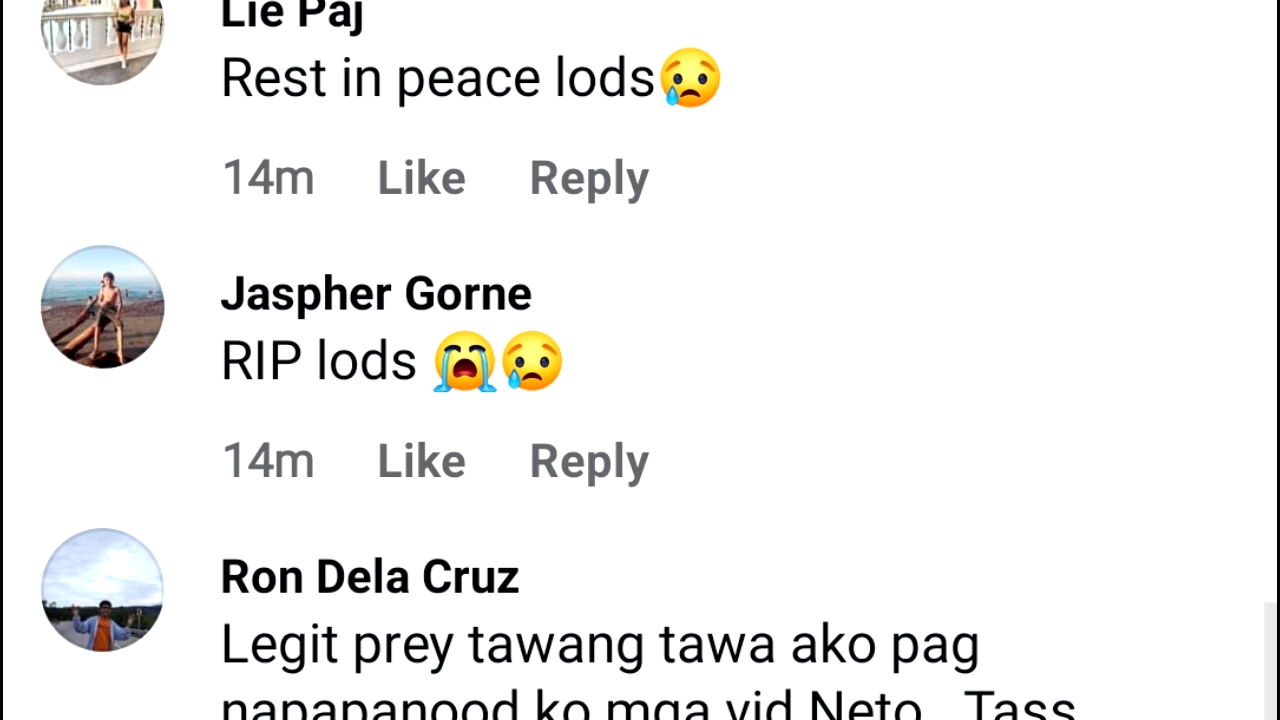 Lie Paj
Rest in peace lods😢
14m Like Reply
Jaspher Gorne
RIP lods 😭😢
14m Like Reply
Ron Dela Cruz
Legit prey tawang tawa ako pag
napapanood ko mga vid Neto.. Tass